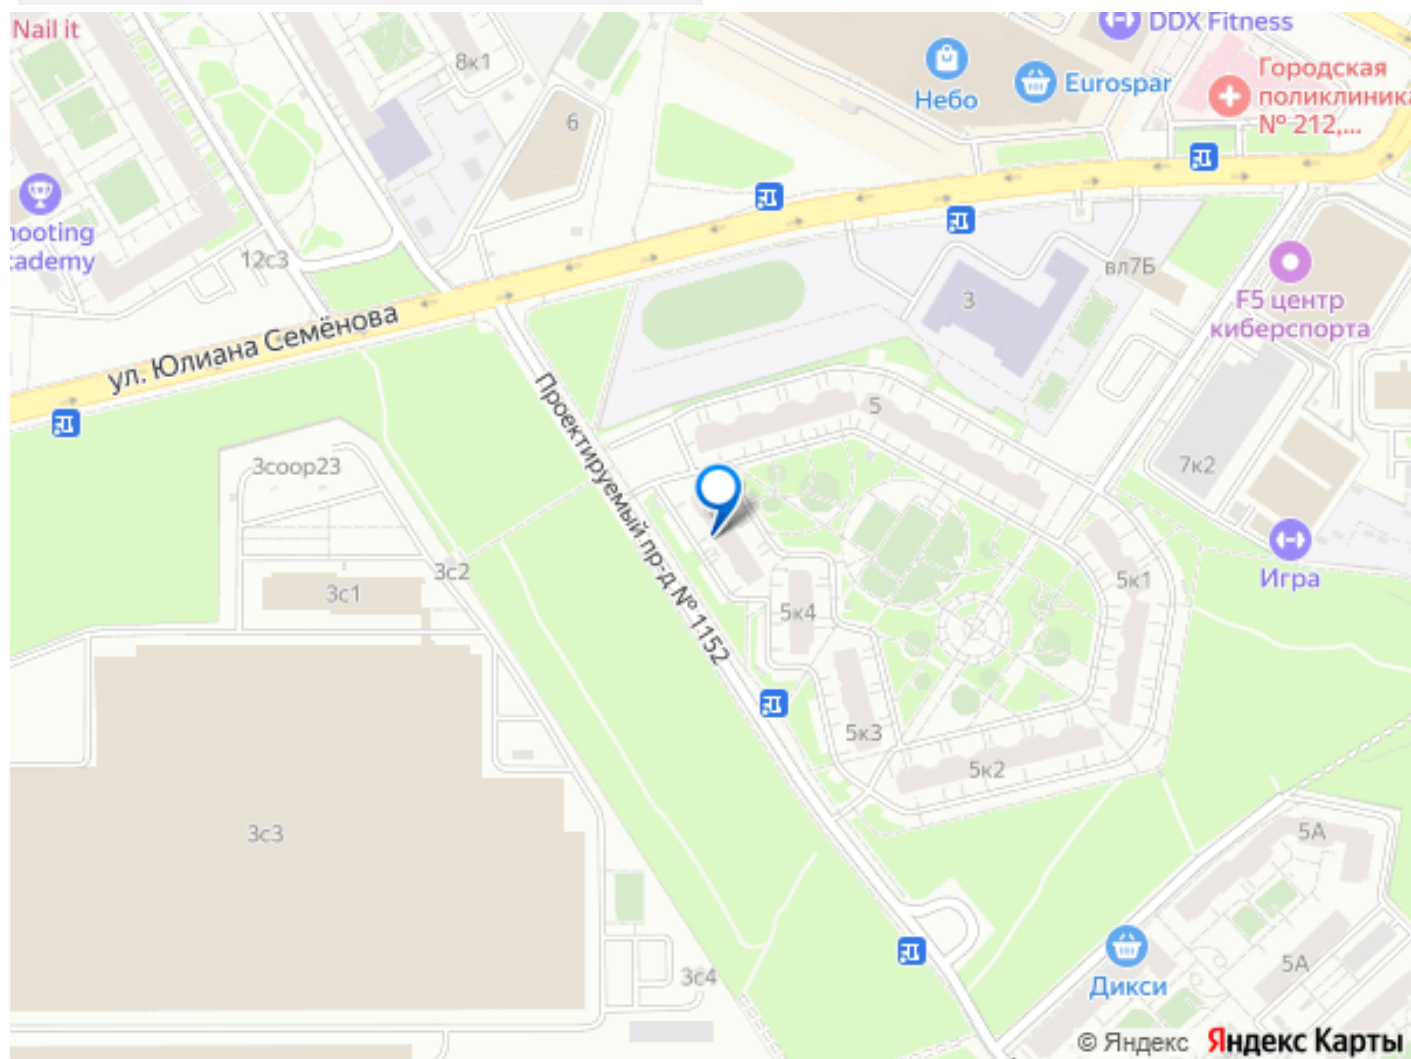 Nail it
DDX Fitness
8к1
Небо
Eurospar
Городская
поликлиника
№ 212,...
6
hooting
cademy
12с3
вл7Б
3
F5 центр
киберспорта
ул. Юлиана Семёнова
Проектируемый пр-д № 1152
5
3соор23
7к2
3с2
3с1
5к4
5к1
Игра
5к3
5к2
3с3
5А
Дикси
5А
3с4
© Яндекс Яндекс Карты